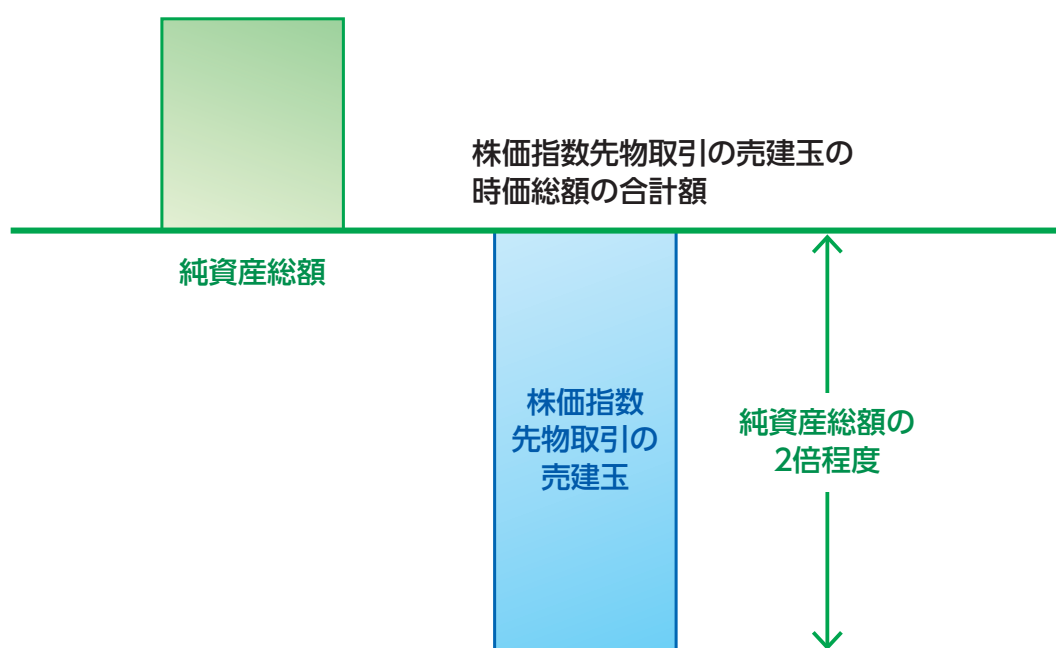 株価指数先物取引の売建玉の
時価総額の合計額
純資産総額
株価指数
先物取引の
売建玉
純資産総額の
2倍程度